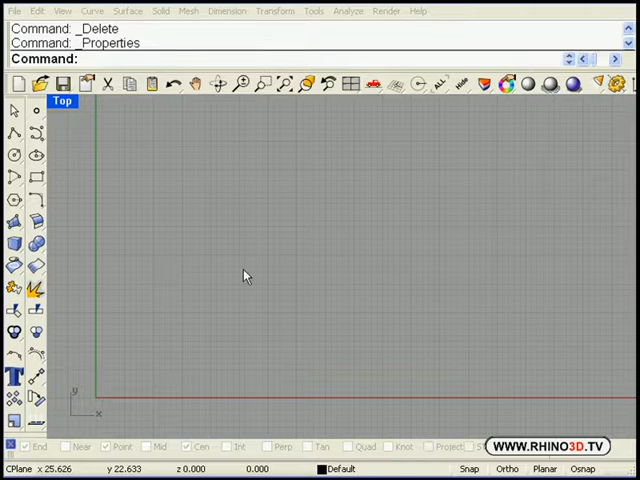 File Edit View Curve Surface Solid Mesh Dimension Transform Tools Analyze Render Help
Command: _Delete
Command: _Properties
Command:
ALL Hide
Top
y
x
End Near Point Mid Cen Int Perp Tan Quad Knot Project
WWW.RHINO3D.TV
CPlane x 25.626 y 22.633 z 0.000 0.000 Default Snap Ortho Planar Osnap